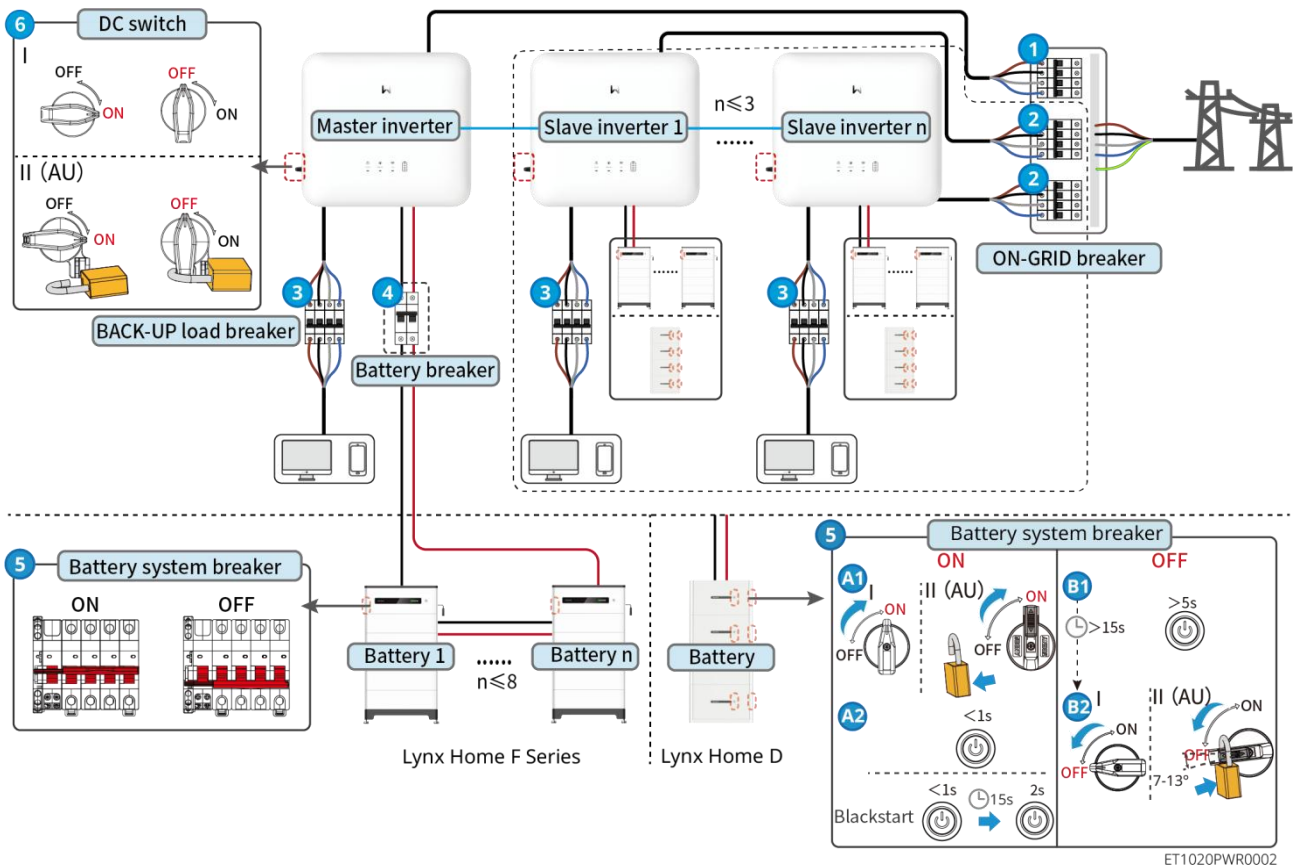 6
DC switch
I
OFF
ON
OFF
ON
II (AU)
OFF
ON
OFF
ON
Master inverter
Slave inverter 1
n≤3
......
Slave inverter n
1
2
2
ON-GRID breaker
3
BACK-UP load breaker
4
Battery breaker
3
......
3
......
5
Battery system breaker
ON
OFF
Battery 1
......
n≤8
Battery n
Lynx Home F Series
Battery
Lynx Home D
5
Battery system breaker
ON
OFF
A1
I
ON
OFF
II (AU)
ON
OFF
A2
<1s
Blackstart
<1s
15s
2s
B1
>15s
>5s
B2
I
ON
OFF
II (AU)
ON
OFF
7-13°
ET1020PWR0002